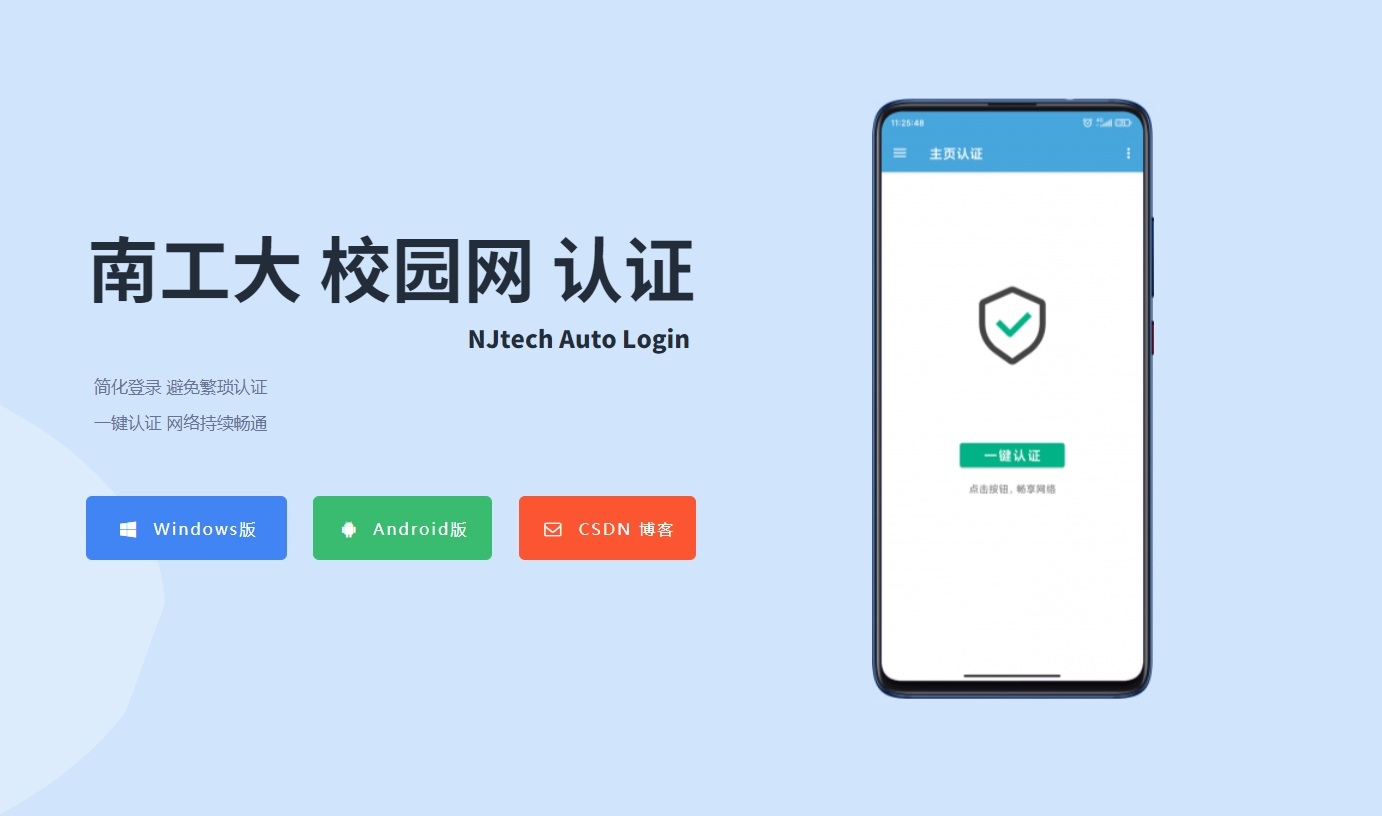 南工大 校园网 认证
NJtech Auto Login
简化登录 避免繁琐认证
一键认证 网络持续畅通
Windows版
Android版
CSDN 博客
11:25:48
主页认证
一键认证
点击按钮，畅享网络